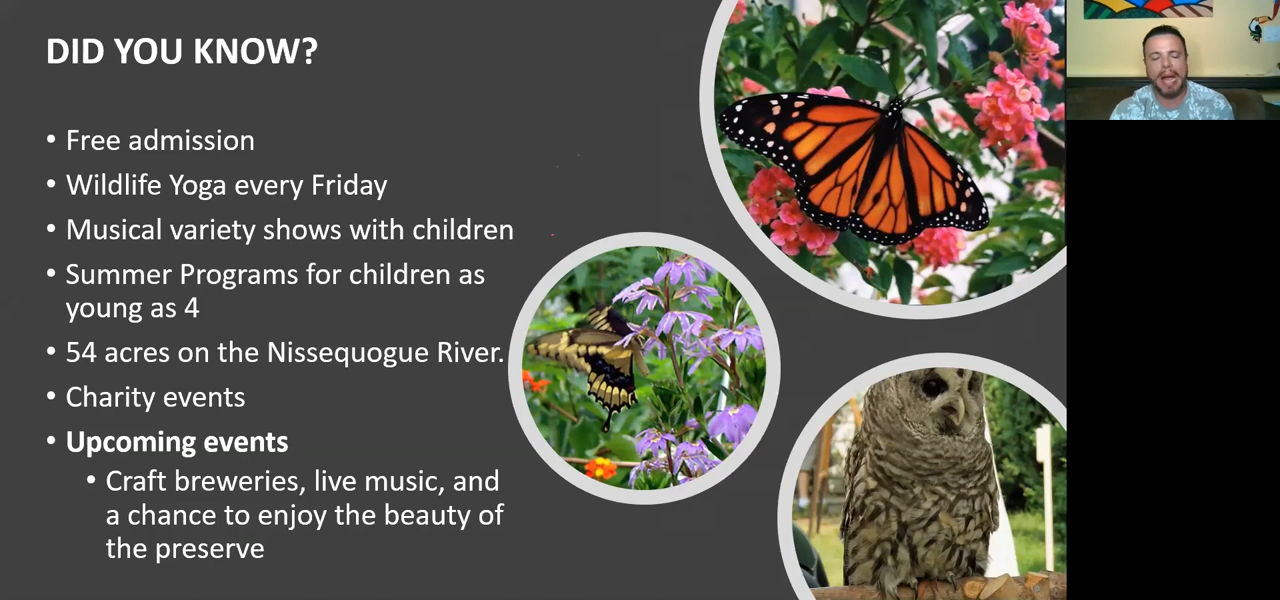 DID YOU KNOW?
• Free admission
• Wildlife Yoga every Friday
• Musical variety shows with children
• Summer Programs for children as
young as 4
• 54 acres on the Nissequogue River.
• Charity events
• Upcoming events
• Craft breweries, live music, and
a chance to enjoy the beauty of
the preserve